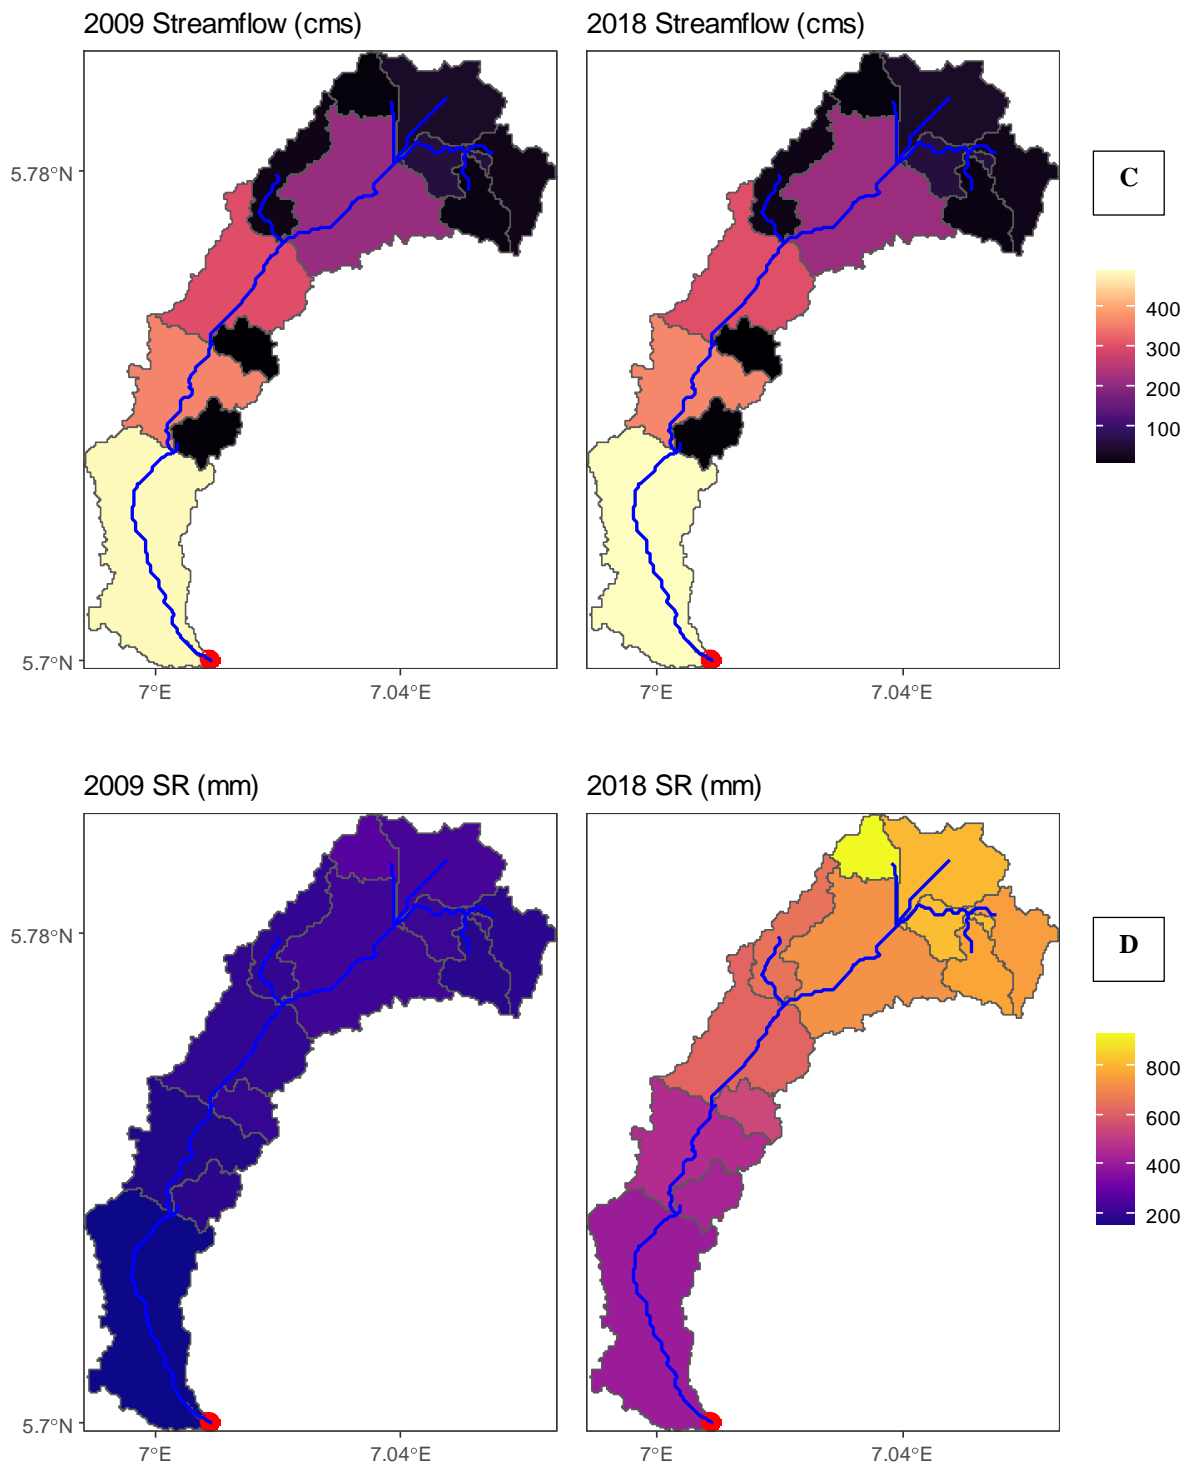 2009 Streamflow (cms)
2018 Streamflow (cms)
5.78°N
5.7°N
7°E
7.04°E
7°E
7.04°E
C
400
300
200
100
2009 SR (mm)
2018 SR (mm)
5.78°N
5.7°N
7°E
7.04°E
7°E
7.04°E
D
800
600
400
200